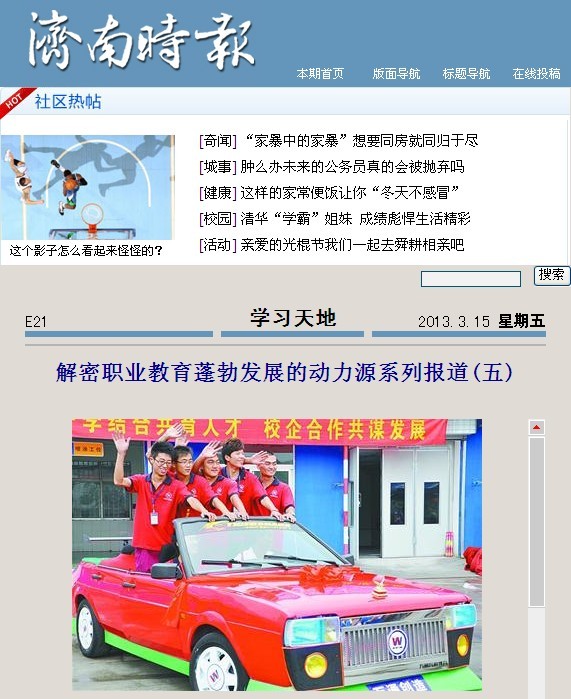 濟南時報
本期首页 版面导航 标题导航 在线投稿
HOT 社区热帖
[奇闻] “家暴中的家暴”想要同房就同归于尽
[城事] 肿么办未来的公务员真的会被抛弃吗
[健康] 这样的家常便饭让你“冬天不感冒”
[校园] 清华“学霸”姐妹 成绩彪悍生活精彩
[活动] 亲爱的光棍节我们一起去舜耕相亲吧
这个影子怎么看起来怪怪的？
搜索
E21 学习天地 2013.3.15 星期五
解密职业教育蓬勃发展的动力源系列报道(五)
学结合共育人才 校企合作共谋发展
W